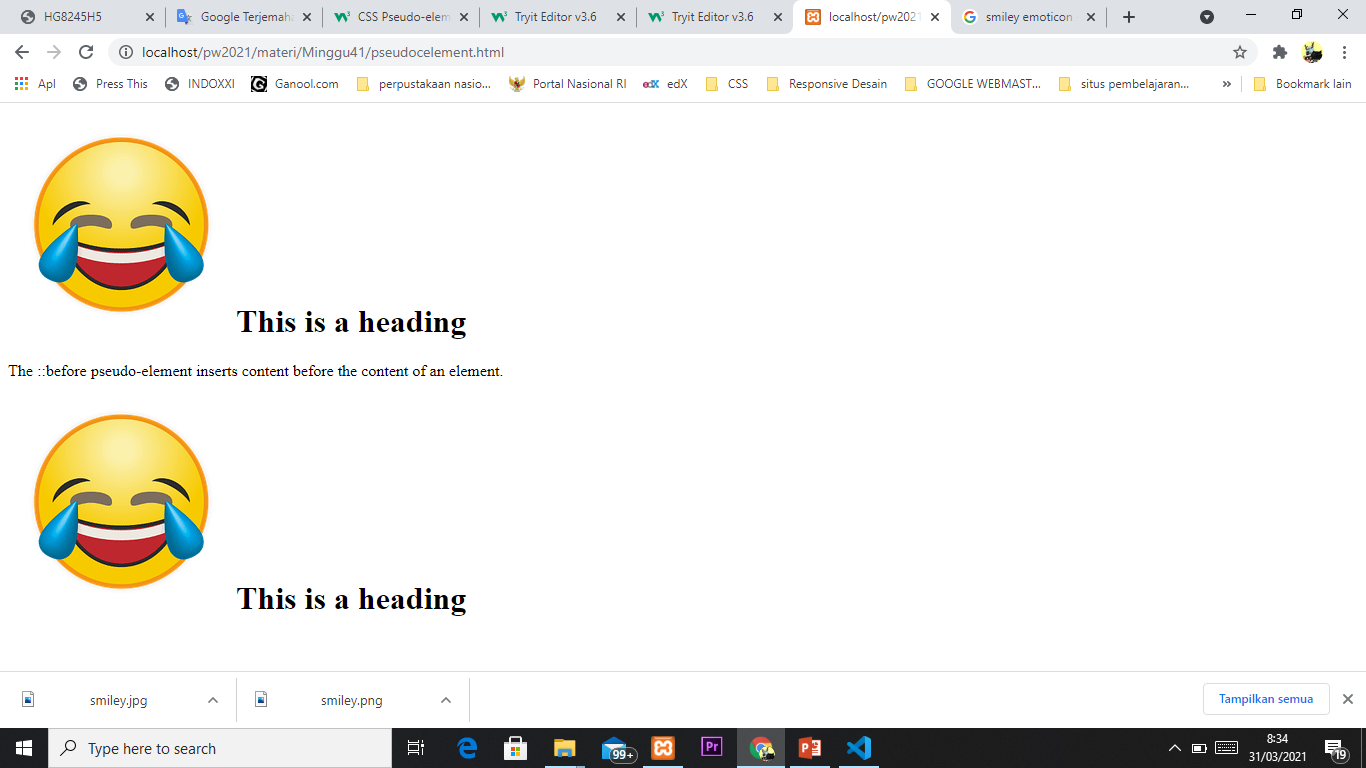 HG8245H5
Google Terjemah
CSS Pseudo-elem
Tryit Editor v3.6
Tryit Editor v3.6
localhost/pw2021
smiley emoticon
localhost/pw2021/materi/Minggu41/pseudocelement.html
Apl
Press This
INDOXXI
Ganool.com
perpustakaan nasio...
Portal Nasional RI
edX
edX
CSS
Responsive Desain
GOOGLE WEBMAST...
situs pembelajaran...
»
Bookmark lain
This is a heading
The ::before pseudo-element inserts content before the content of an element.
This is a heading
smiley.jpg
smiley.png
Tampilkan semua
Type here to search
99+
Pr
8:34
31/03/2021
19